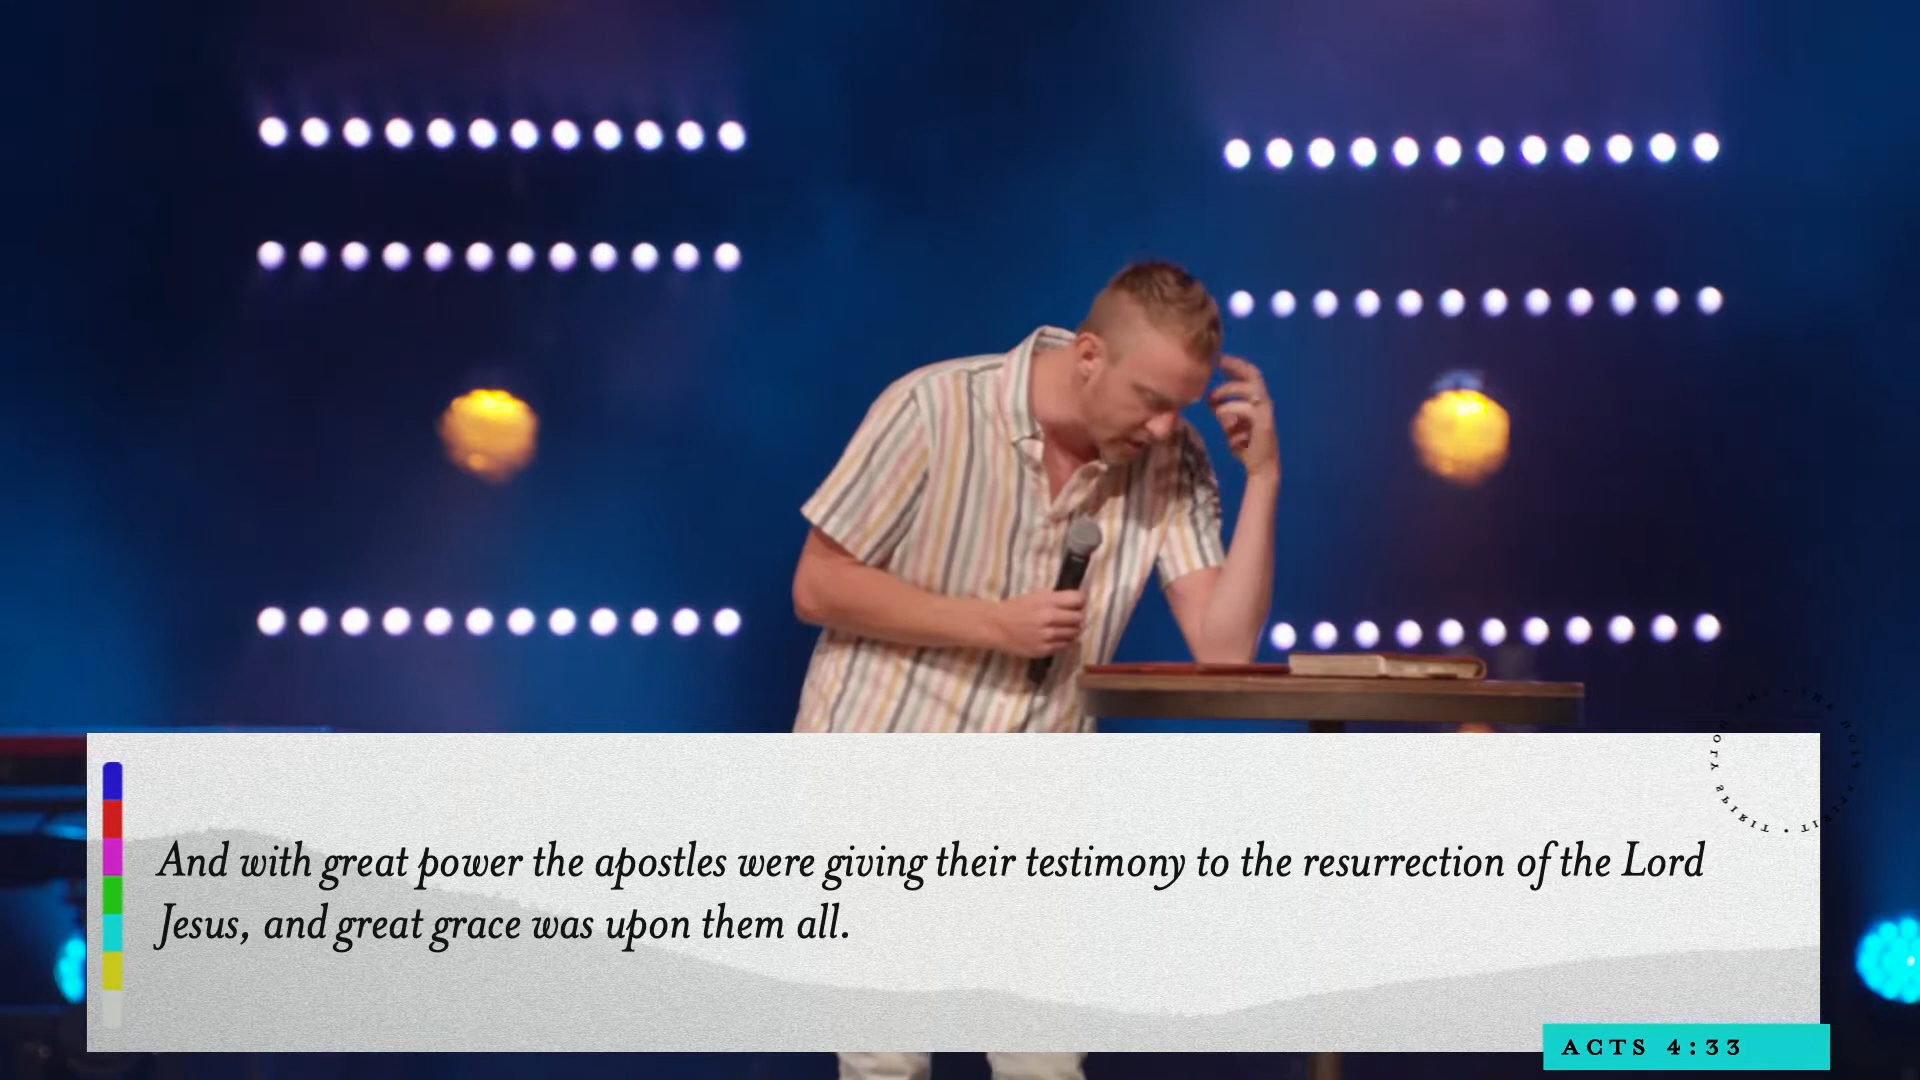 And with great power the apostles were giving their testimony to the resurrection of the Lord
Jesus, and great grace was upon them all.
ACTS 4:33